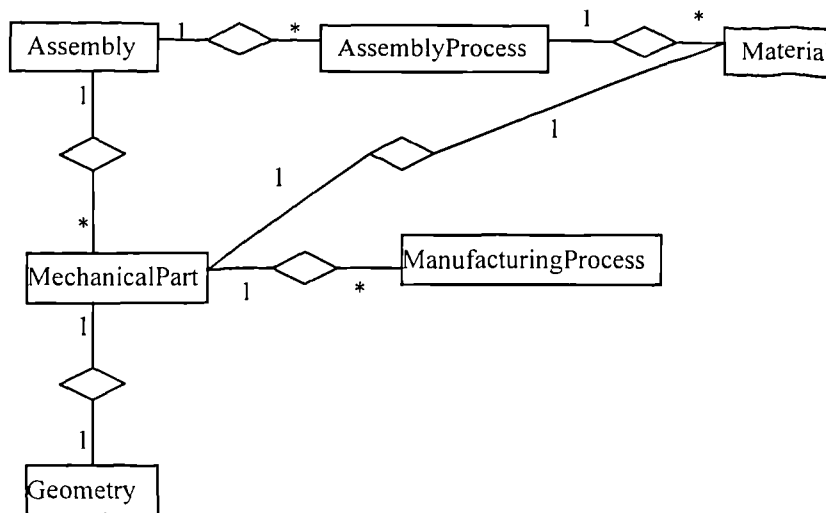 Assembly
1
*
AssemblyProcess
1
*
Materia
1
1
1
*
MechanicalPart
1
*
ManufacturingProcess
1
1
Geometry